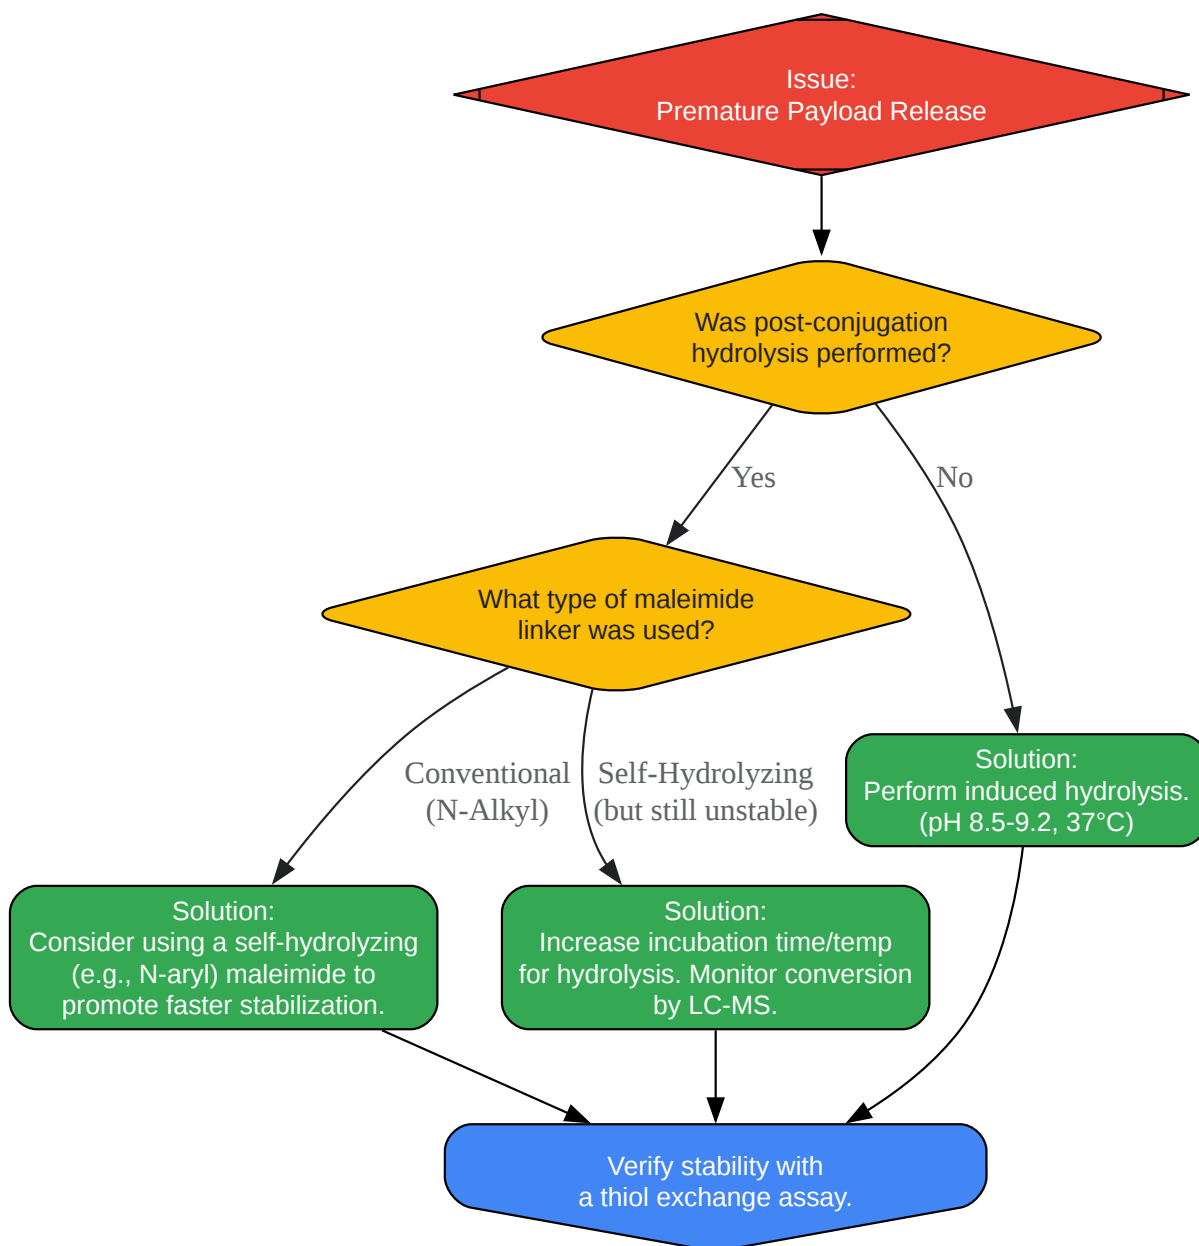 Issue:
Premature Payload Release
Was post-conjugation
hydrolysis performed?
Yes
No
What type of maleimide
linker was used?
Conventional
(N-Alkyl)
Self-Hydrolyzing
(but still unstable)
Solution:
Perform induced hydrolysis.
(pH 8.5-9.2, 37°C)
Solution:
Consider using a self-hydrolyzing
(e.g., N-aryl) maleimide to
promote faster stabilization.
Solution:
Increase incubation time/temp
for hydrolysis. Monitor conversion
by LC-MS.
Verify stability with
a thiol exchange assay.